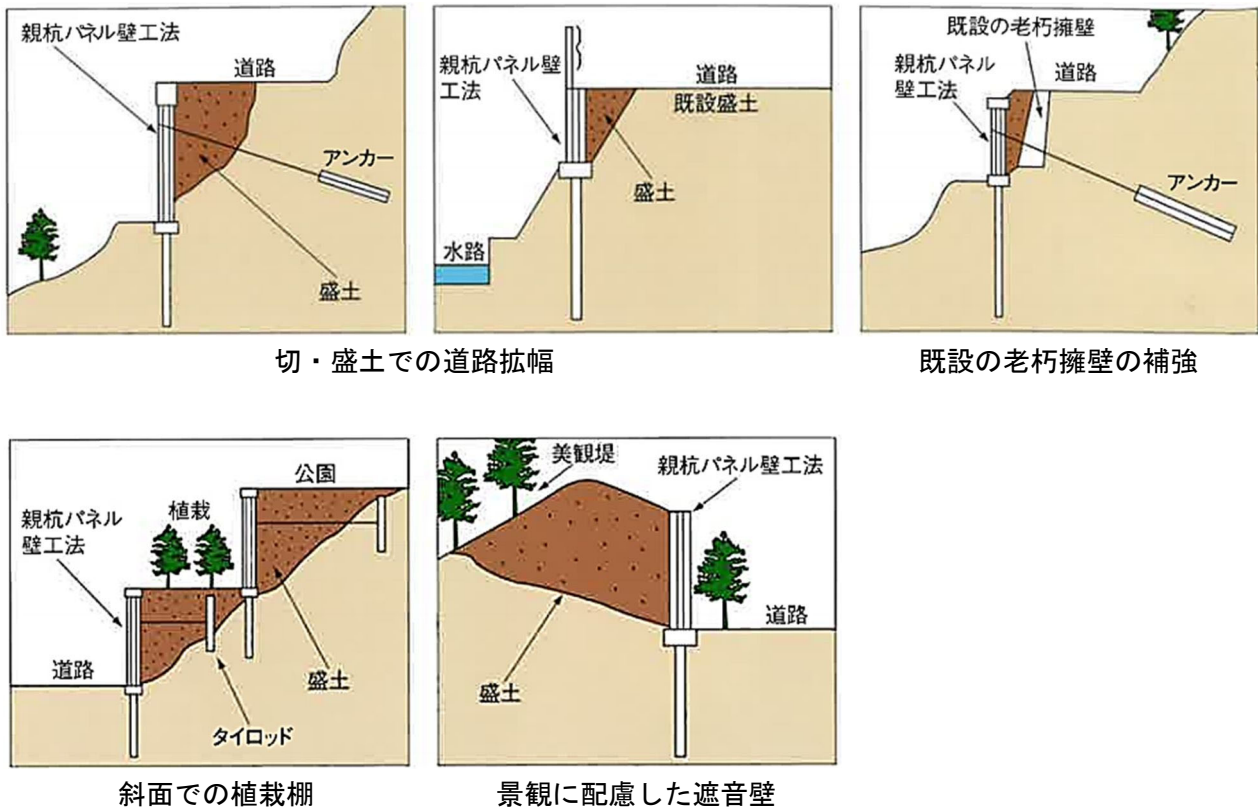 親杭パネル壁工法
道路
アンカー
盛土
親杭パネル壁
工法
道路
既設盛土
盛土
水路
既設の老朽擁壁
親杭パネル
壁工法
道路
アンカー
切・盛土での道路拡幅
既設の老朽擁壁の補強
公園
植栽
親杭パネル
壁工法
道路
盛土
タイロッド
美観堤
親杭パネル壁工法
道路
盛土
斜面での植栽棚
景観に配慮した遮音壁